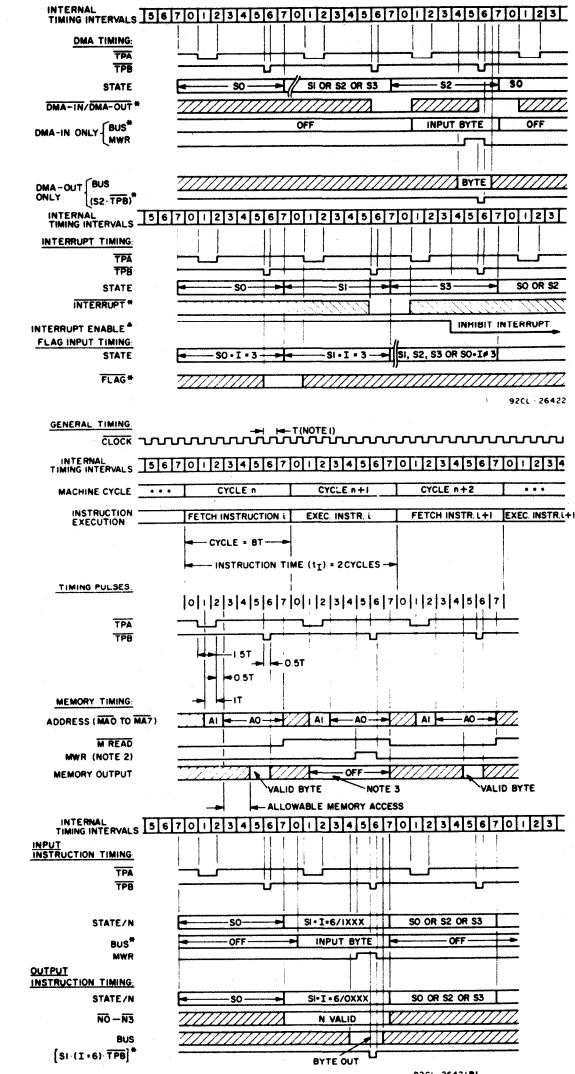 INTERNAL
TIMING INTERVALS 5 6 7 0 1 2 3 4 5 6 7 0 1 2 3 4 5 6 7 0 1 2 3 4 5 6 7 0 1 2 3
DMA TIMING:
TPA
TPB
STATE S0 S1 OR S2 OR S3 S2 S0
DMA-IN/DMA-OUT*
DMA-IN ONLY { BUS* OFF INPUT BYTE OFF
MWR
DMA-OUT ONLY { BUS BYTE
(S2·TPB)*
INTERNAL
TIMING INTERVALS 5 6 7 0 1 2 3 4 5 6 7 0 1 2 3 4 5 6 7 0 1 2 3 4 5 6 7 0 1 2 3
INTERRUPT TIMING:
TPA
TPB
STATE S0 S1 S3 S0 OR S2
INTERRUPT*
INTERRUPT ENABLE▲ INHIBIT INTERRUPT
FLAG INPUT TIMING:
STATE S0·I=3 S1·I=3 S1, S2, S3 OR S0·I≠3
FLAG*
92CL-26422
GENERAL TIMING
T(NOTE 1)
CLOCK
INTERNAL
TIMING INTERVALS 5 6 7 0 1 2 3 4 5 6 7 0 1 2 3 4 5 6 7 0 1 2 3 4 5 6 7 0 1 2 3 4
MACHINE CYCLE ••• CYCLE n CYCLE n+1 CYCLE n+2 •••
INSTRUCTION
EXECUTION FETCH INSTRUCTION i EXEC. INSTR. i FETCH INSTR. i+1 EXEC. INSTR. i+1
CYCLE = 8T
INSTRUCTION TIME (tI) = 2 CYCLES
TIMING PULSES
0 1 2 3 4 5 6 7 0 1 2 3 4 5 6 7 0 1 2 3 4 5 6 7
TPA
TPB
1.5T
0.5T
0.5T
1T
MEMORY TIMING:
ADDRESS (MA0 TO MA7) A1 A0 A1 A0 A1 A0
M READ
MWR (NOTE 2)
MEMORY OUTPUT OFF
VALID BYTE NOTE 3 VALID BYTE
ALLOWABLE MEMORY ACCESS
INTERNAL
TIMING INTERVALS 5 6 7 0 1 2 3 4 5 6 7 0 1 2 3 4 5 6 7 0 1 2 3 4 5 6 7 0 1 2 3
INPUT
INSTRUCTION TIMING
TPA
TPB
STATE/N S0 S1·I=6/1XXX S0 OR S2 OR S3
BUS* OFF INPUT BYTE OFF
MWR
OUTPUT
INSTRUCTION TIMING
STATE/N S0 S1·I=6/0XXX S0 OR S2 OR S3
N0–N3 N VALID
BUS
BYTE OUT
[S1·(I=6)·TPB]*